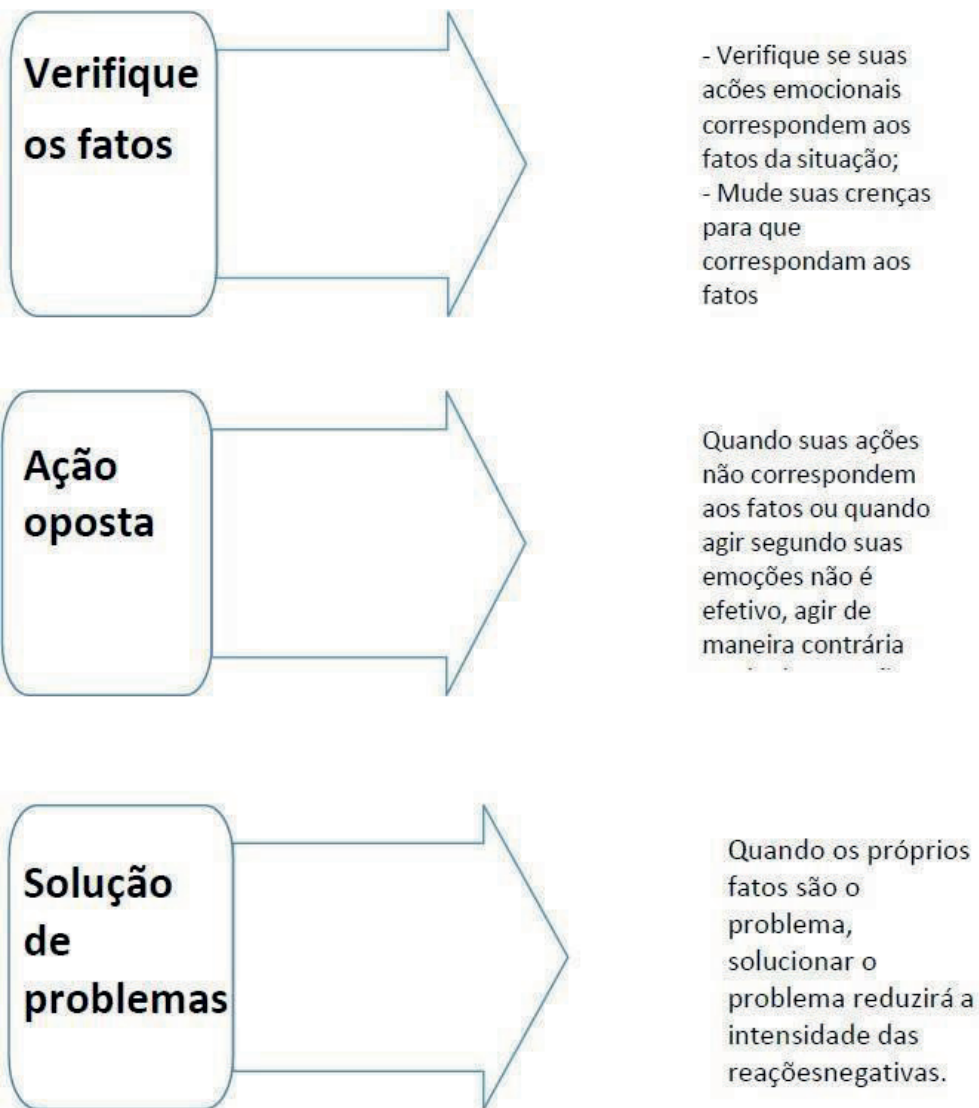 Verifique
os fatos
- Verifique se suas
acões emocionais
correspondem aos
fatos da situação;
- Mude suas crenças
para que
correspondam aos
fatos
Ação
oposta
Quando suas ações
não correspondem
aos fatos ou quando
agir segundo suas
emoções não é
efetivo, agir de
maneira contrária
Solução
de
problemas
Quando os próprios
fatos são o
problema,
solucionar o
problema reduzirá a
intensidade das
reaçõesnegativas.